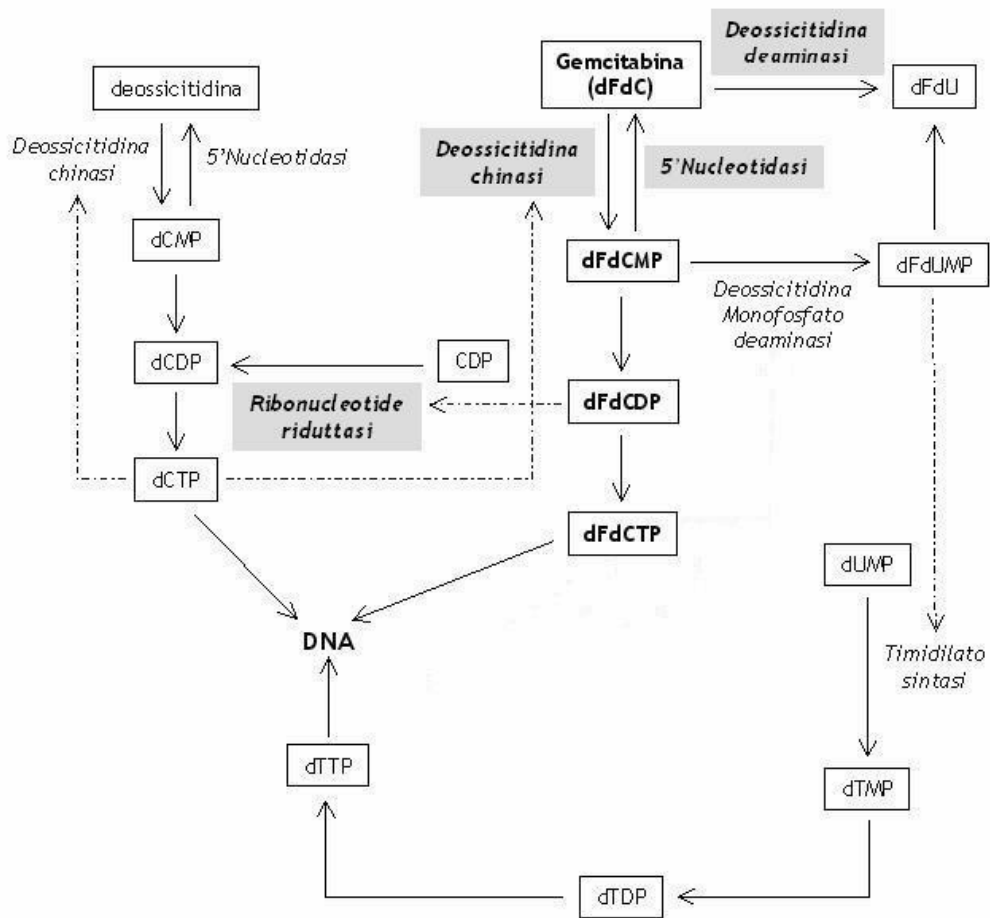 Deossicitidina
deaminasi
Gemcitabina
(dFdC)
dFdU
deossicitidina
Deossicitidina
chinasi
5'Nucleotidasi
Deossicitidina
chinasi
5'Nucleotidasi
dCMP
dFdCMP
dFdUMP
Deossicitidina
Monofosfato
deaminasi
dCDP
CDP
dFdCDP
Ribonucleotide
riduttasi
dCTP
dFdCTP
dUMP
DNA
Timidilato
sintasi
dTTP
dTMP
dTDP